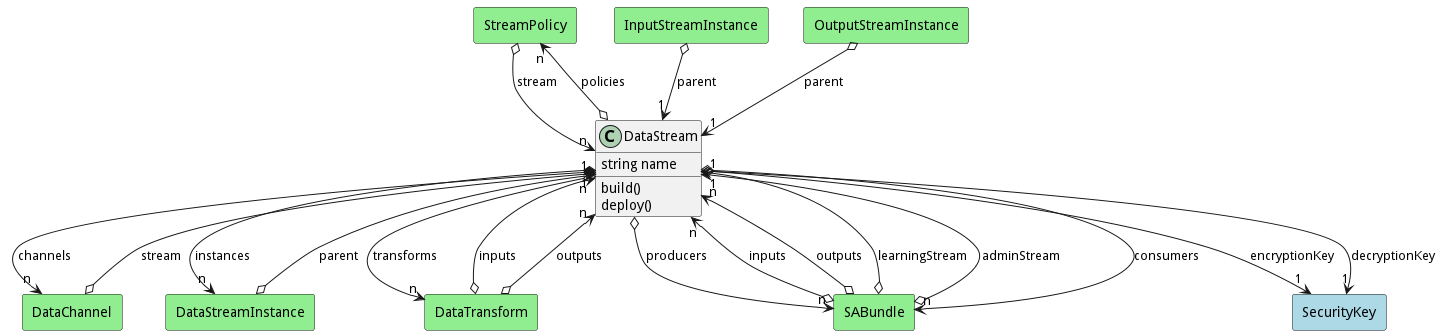 StreamPolicy
InputStreamInstance
OutputStreamInstance
n
stream
policies
parent
parent
n
1
1
C DataStream
string name
build()
deploy()
1
n
n
1
1
n
n
channels
stream
instances
parent
transforms
inputs
outputs
producers
inputs
outputs
learningStream
adminStream
consumers
encryptionKey
decryptionKey
n
n
n
n
n
1
1
DataChannel
DataStreamInstance
DataTransform
SABundle
SecurityKey